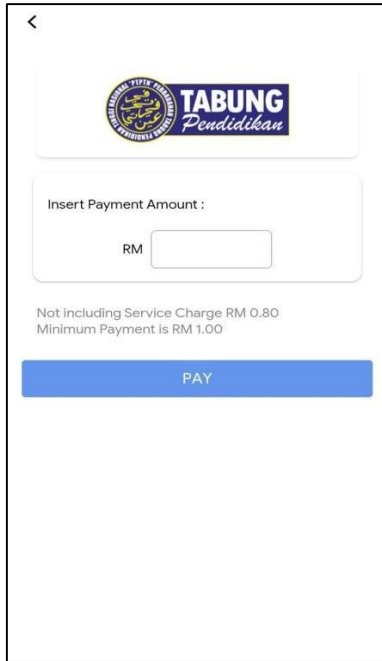 TABUNG
Pendidikan
Insert Payment Amount :
RM
Not including Service Charge RM 0.80
Minimum Payment is RM 1.00
PAY